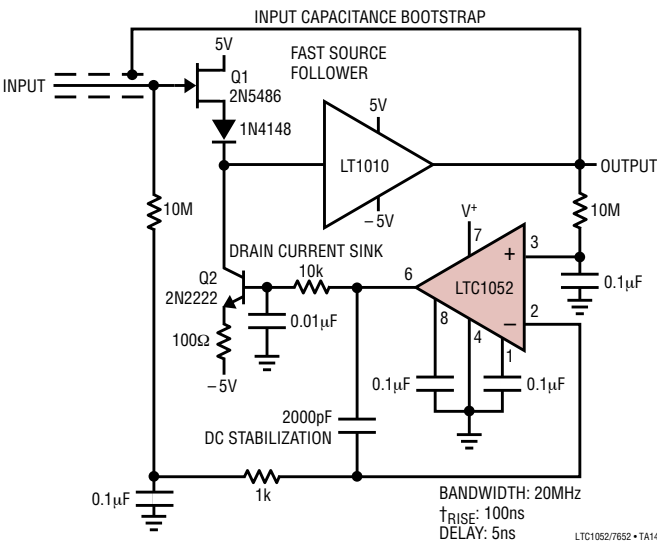 INPUT CAPACITANCE BOOTSTRAP
5V
FAST SOURCE
FOLLOWER
INPUT
Q1
2N5486
1N4148
5V
LT1010
OUTPUT
–5V
10M
10M
V+
7
3
+
DRAIN CURRENT SINK
10k
6
LTC1052
0.1µF
Q2
2N2222
2
–
8
4
1
0.01µF
100Ω
–5V
0.1µF
0.1µF
2000pF
DC STABILIZATION
0.1µF
1k
BANDWIDTH: 20MHz
†RISE: 100ns
DELAY: 5ns
LTC1052/7652 • TA14